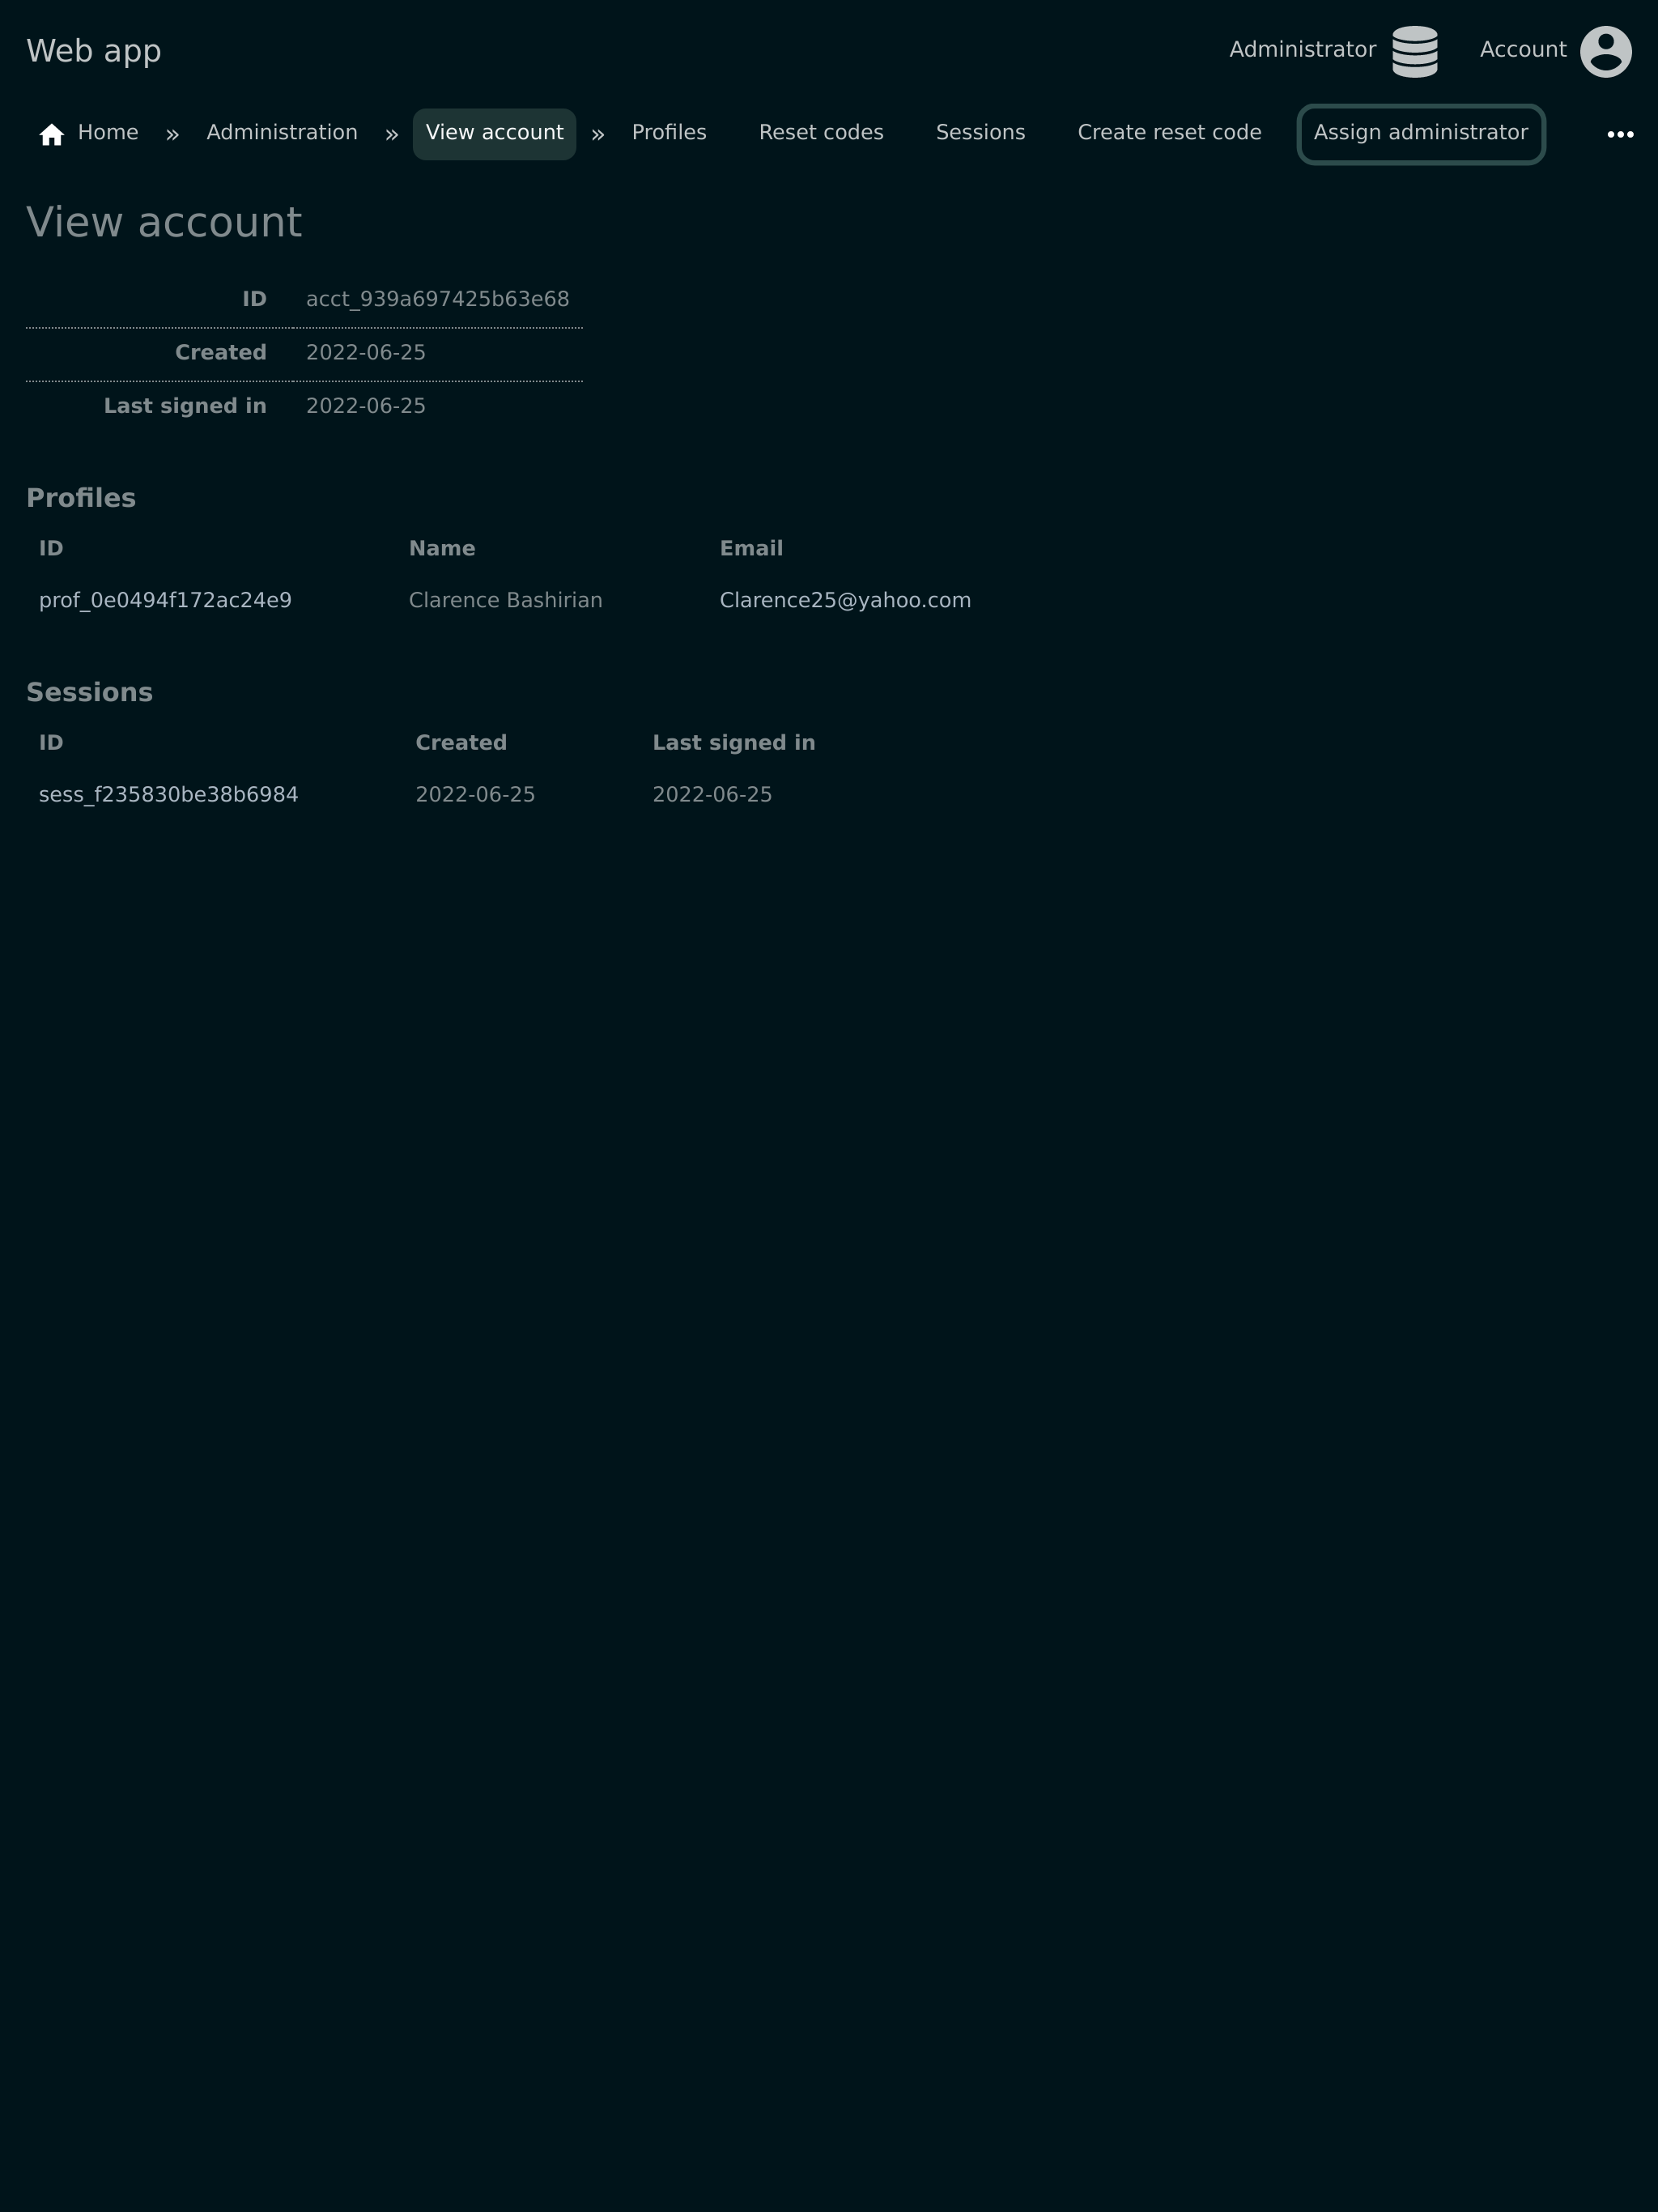 Web app
Administrator Account
Home » Administration » View account » Profiles Reset codes Sessions Create reset code Assign administrator •••
View account
ID acct_939a697425b63e68
Created 2022-06-25
Last signed in 2022-06-25
Profiles
ID Name Email
prof_0e0494f172ac24e9 Clarence Bashirian Clarence25@yahoo.com
Sessions
ID Created Last signed in
sess_f235830be38b6984 2022-06-25 2022-06-25